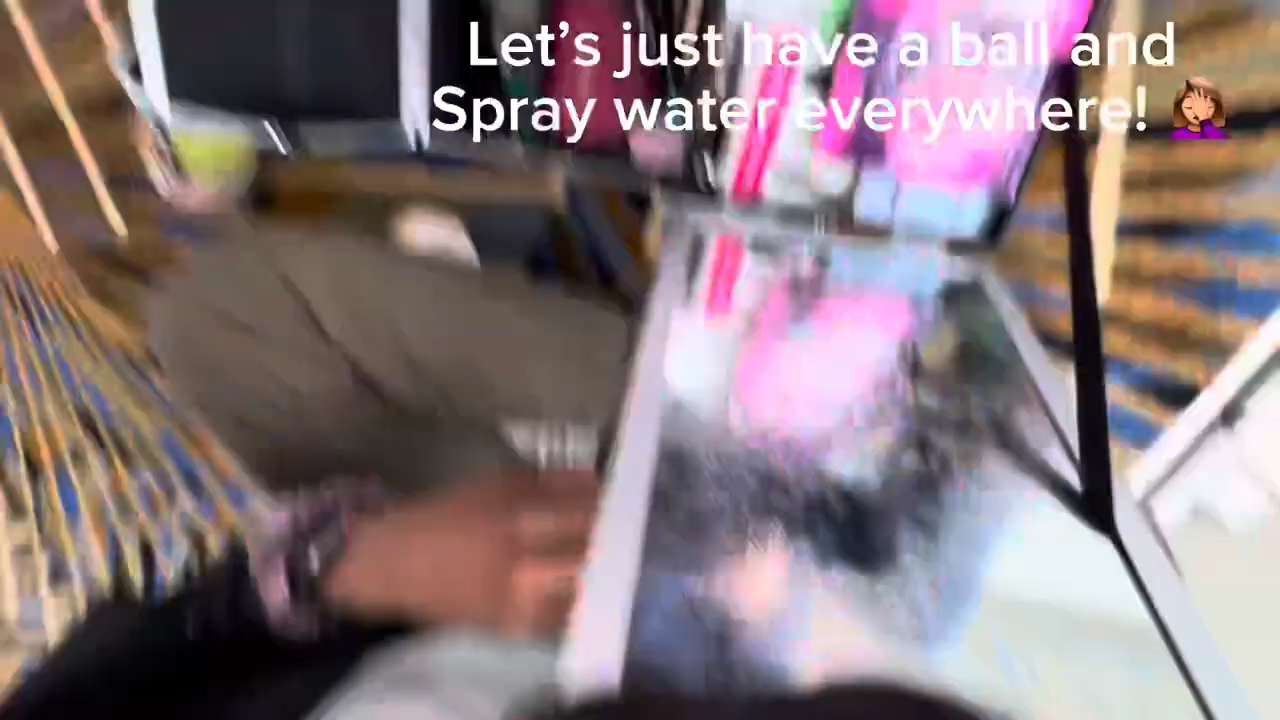 Let’s just have a ball and
Spray water everywhere! 🤦🏽‍♀️